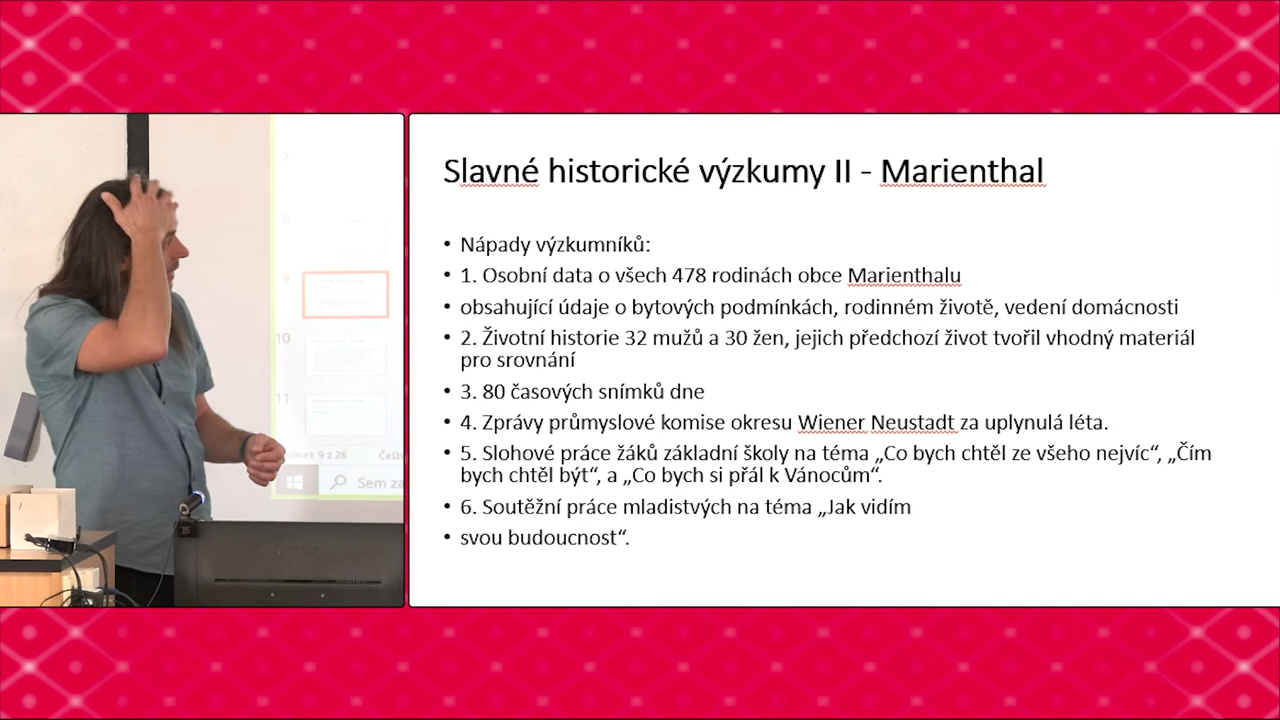 Slavné historické výzkumy II - Marienthal
• Nápady výzkumníků:
• 1. Osobní data o všech 478 rodinách obce Marienthalu
• obsahující údaje o bytových podmínkách, rodinném životě, vedení domácnosti
• 2. Životní historie 32 mužů a 30 žen, jejich předchozí život tvořil vhodný materiál
pro srovnání
• 3. 80 časových snímků dne
• 4. Zprávy průmyslové komise okresu Wiener Neustadt za uplynulá léta.
• 5. Slohové práce žáků základní školy na téma „Co bych chtěl ze všeho nejvíc“, „Čím
bych chtěl být“, a „Co bych si přál k Vánocům“.
• 6. Soutěžní práce mladistvých na téma „Jak vidím
• svou budoucnost“.
7
8
9
10
11
9 z 26
Sem za